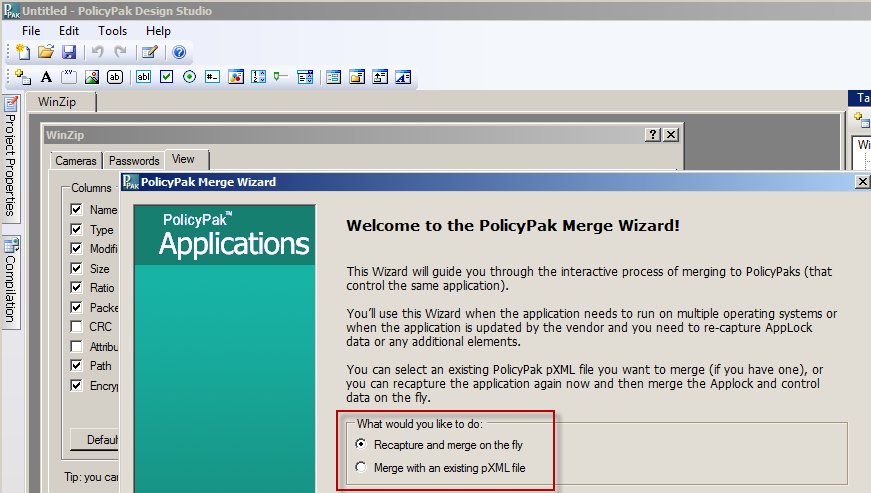 Untitled - PolicyPak Design Studio
File Edit Tools Help
WinZip
Ta
Project Properties
Compilation
WinZip
Wi
Cameras Passwords View
Columns
Name
Type
Modifi
Size
Ratio
Packe
CRC
Attribu
Path
Encryp
Defaul
Tip: you car
PolicyPak Merge Wizard
PolicyPak™
Applications
Welcome to the PolicyPak Merge Wizard!
This Wizard will guide you through the interactive process of merging to PolicyPaks (that
control the same application).
You'll use this Wizard when the application needs to run on multiple operating systems or
when the application is updated by the vendor and you need to re-capture AppLock
data or any additional elements.
You can select an existing PolicyPak pXML file you want to merge (if you have one), or
you can recapture the application again now and then merge the Applock and control
data on the fly.
What would you like to do:
Recapture and merge on the fly
Merge with an existing pXML file